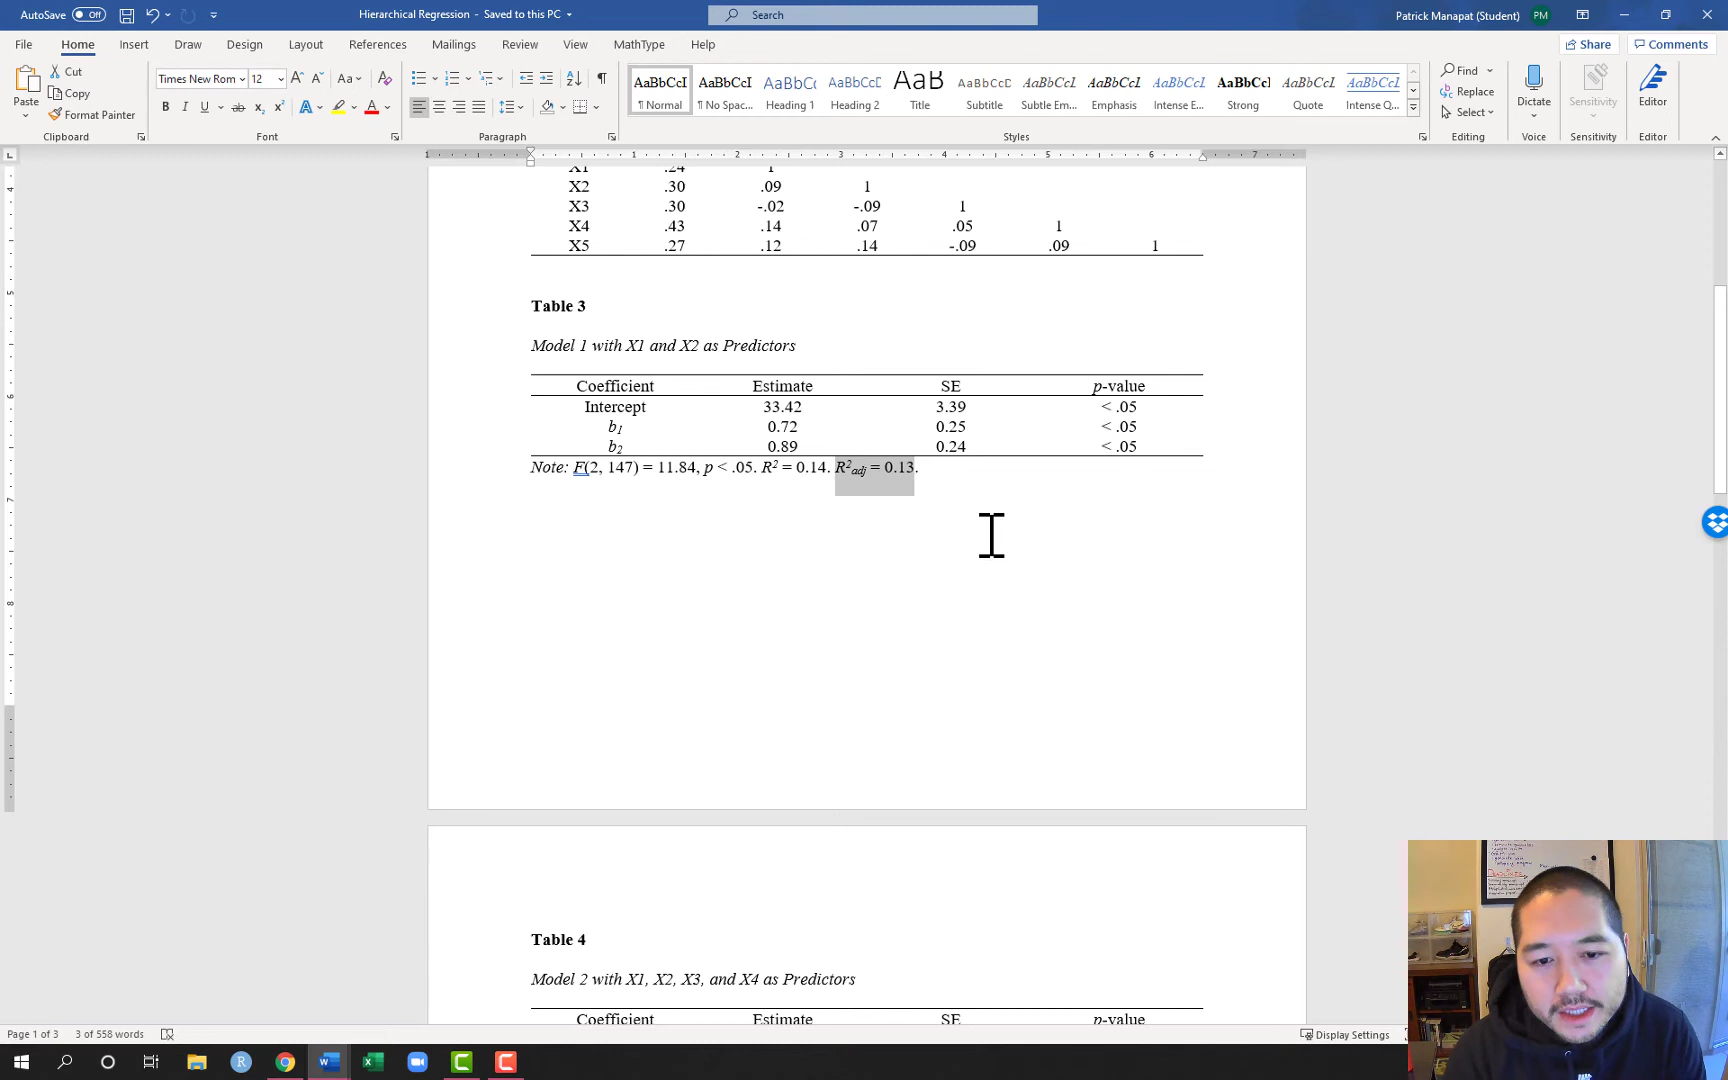 AutoSave Off Hierarchical Regression - Saved to this PC Search Patrick Manapat (Student) PM
File Home Insert Draw Design Layout References Mailings Review View MathType Help Share Comments
Paste Cut Copy Format Painter
Times New Rom 12
AaBbCcI AaBbCcI AaBbCc AaBbCcD AaB AaBbCcD AaBbCcD AaBbCcD AaBbCcD AaBbCcI AaBbCcD AaBbCcI
¶ Normal ¶ No Spac... Heading 1 Heading 2 Title Subtitle Subtle Em... Emphasis Intense E... Strong Quote Intense Q...
Find Replace Select
Dictate Sensitivity Editor
Clipboard Font Paragraph Styles Editing Voice Sensitivity Editor
X1 .24 1
X2 .30 .09 1
X3 .30 -.02 -.09 1
X4 .43 .14 .07 .05 1
X5 .27 .12 .14 -.09 .09 1
Table 3
Model 1 with X1 and X2 as Predictors
Coefficient Estimate SE p-value
Intercept 33.42 3.39 < .05
b1 0.72 0.25 < .05
b2 0.89 0.24 < .05
Note: F(2, 147) = 11.84, p < .05. R2 = 0.14. R2adj = 0.13.
Table 4
Model 2 with X1, X2, X3, and X4 as Predictors
Coefficient Estimate SE p-value
Page 1 of 3 3 of 558 words Display Settings